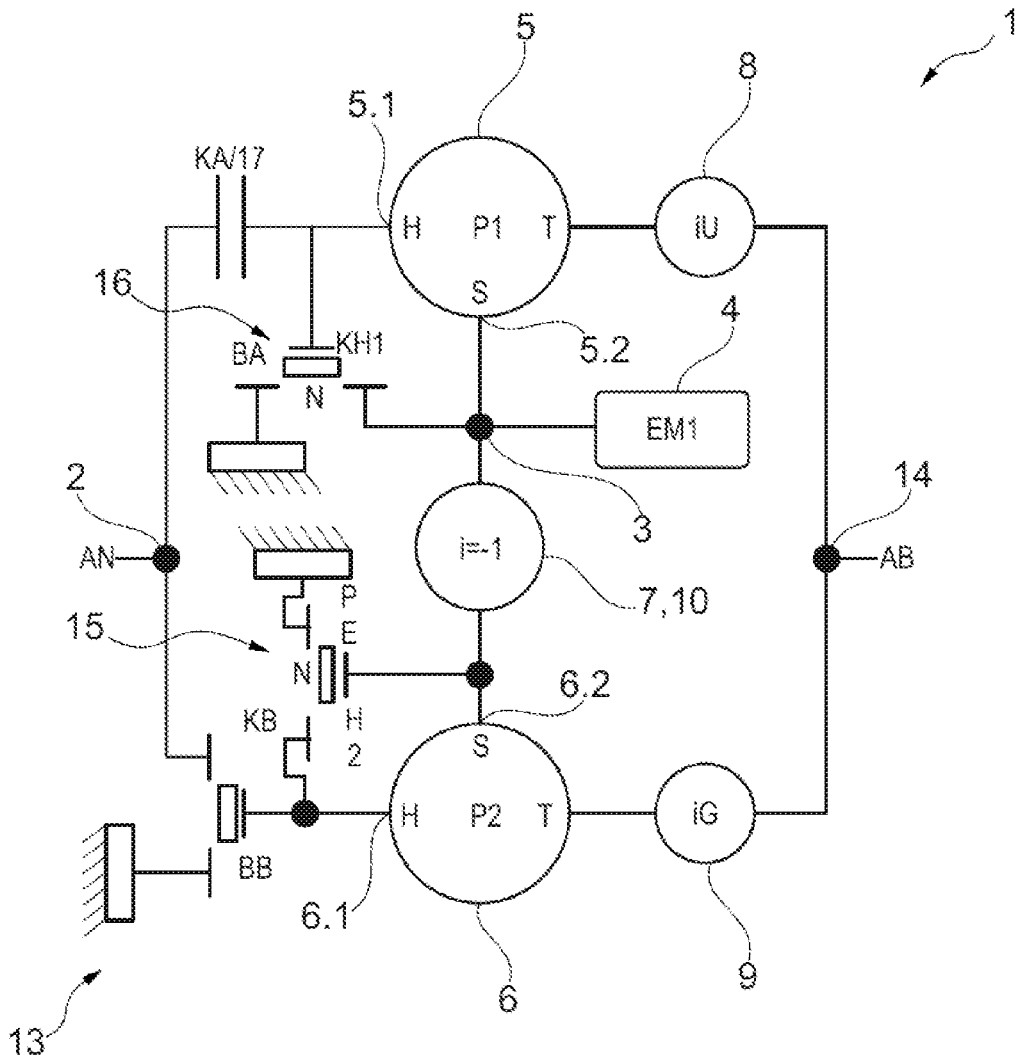 1
5
8
5.1
KA/17
H
P1
T
iU
S
16
4
BA
KH1
5.2
N
EM1
2
3
14
AN
i=-1
AB
P
7,10
15
E
N
6.2
KB
H
2
S
H
P2
T
iG
BB
6.1
6
9
13